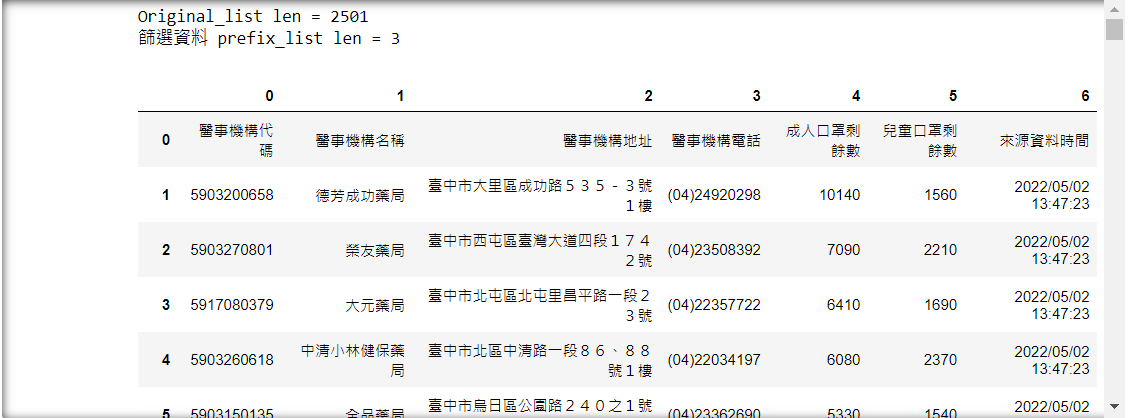 Original_list len = 2501
篩選資料 prefix_list len = 3
0 1 2 3 4 5 6
0 醫事機構代碼 醫事機構名稱 醫事機構地址 醫事機構電話 成人口罩剩餘數 兒童口罩剩餘數 來源資料時間
1 5903200658 德芳成功藥局 臺中市大里區成功路５３５－３號１樓 (04)24920298 10140 1560 2022/05/02 13:47:23
2 5903270801 榮友藥局 臺中市西屯區臺灣大道四段１７４２號 (04)23508392 7090 2210 2022/05/02 13:47:23
3 5917080379 大元藥局 臺中市北屯區北屯里昌平路一段２３號 (04)22357722 6410 1690 2022/05/02 13:47:23
4 5903260618 中清小林健保藥局 臺中市北區中清路一段８６、８８號１樓 (04)22034197 6080 2370 2022/05/02 13:47:23
5 5903150135 全品藥局 臺中市烏日區公園路２４０之１號 (04)23362690 5330 1540 2022/05/02